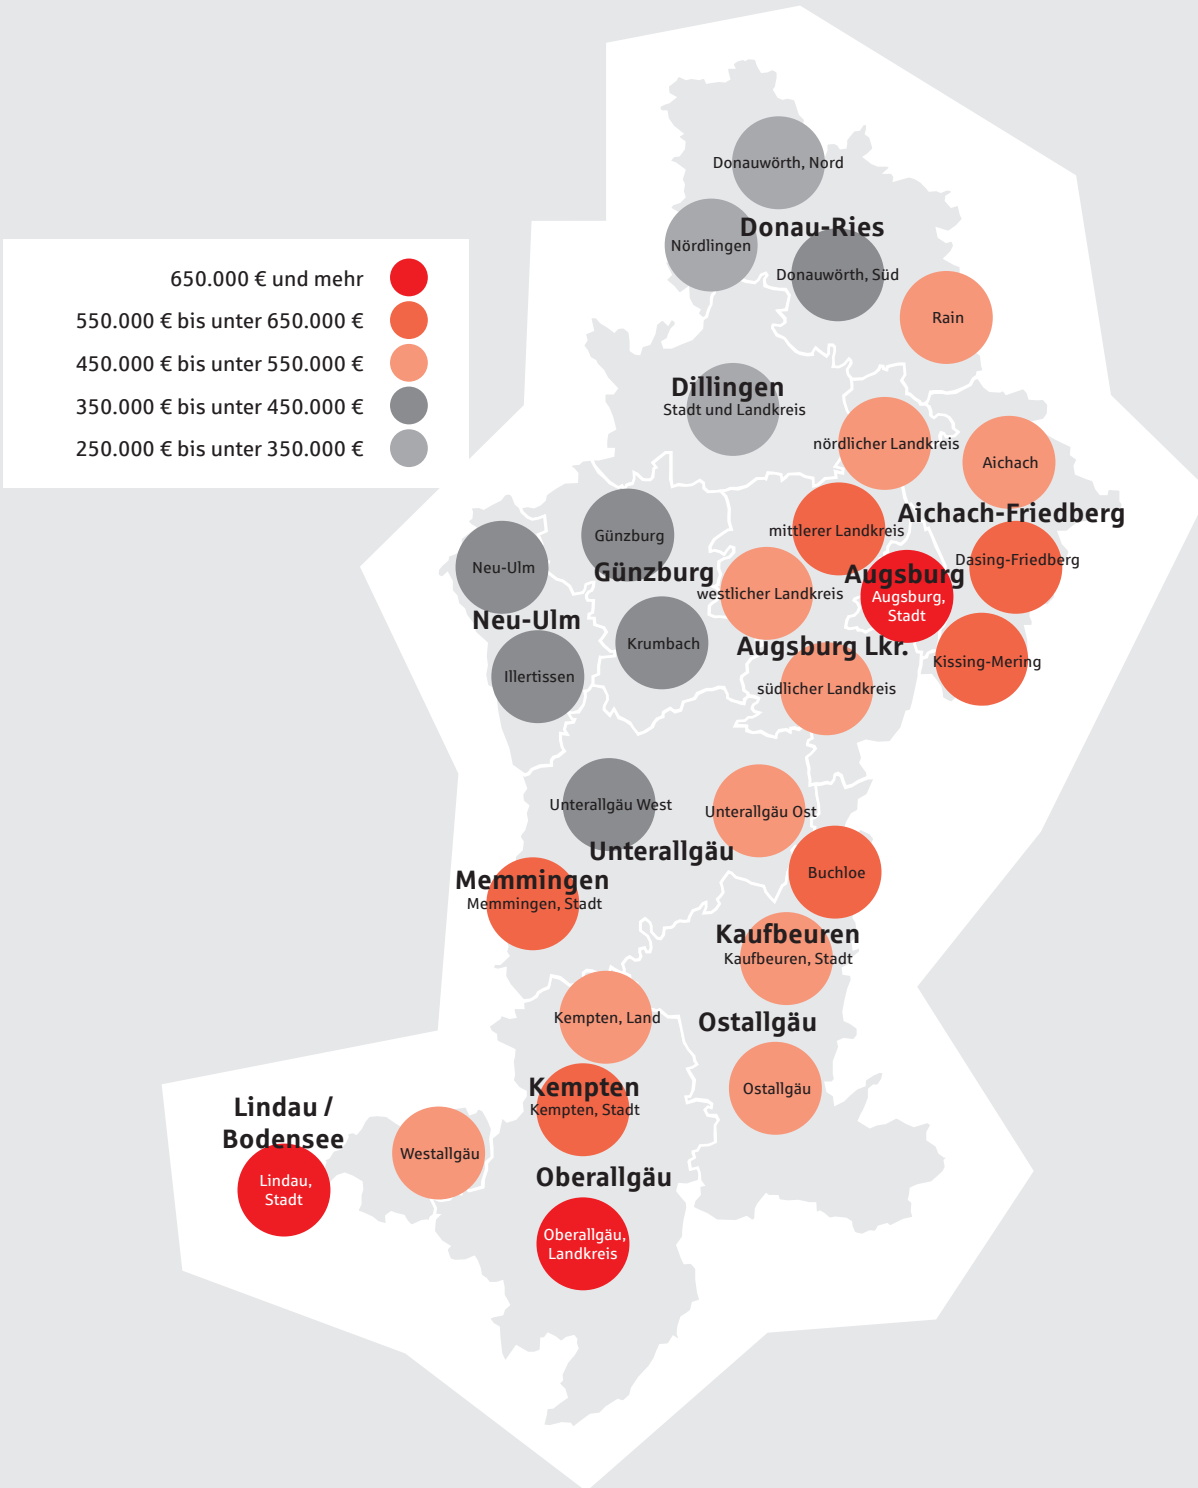 650.000 € und mehr
550.000 € bis unter 650.000 €
450.000 € bis unter 550.000 €
350.000 € bis unter 450.000 €
250.000 € bis unter 350.000 €
Donauwörth, Nord
Donau-Ries
Nördlingen
Donauwörth, Süd
Rain
Dillingen
Stadt und Landkreis
nördlicher Landkreis
Aichach
Aichach-Friedberg
mittlerer Landkreis
Günzburg
Dasing-Friedberg
Neu-Ulm
Günzburg
Augsburg
westlicher Landkreis
Augsburg,
Stadt
Neu-Ulm
Krumbach
Augsburg Lkr.
Kissing-Mering
Illertissen
südlicher Landkreis
Unterallgäu West
Unterallgäu Ost
Unterallgäu
Buchloe
Memmingen
Memmingen, Stadt
Kaufbeuren
Kaufbeuren, Stadt
Kempten, Land
Ostallgäu
Kempten
Kempten, Stadt
Ostallgäu
Lindau /
Bodensee
Westallgäu
Lindau,
Stadt
Oberallgäu
Oberallgäu,
Landkreis